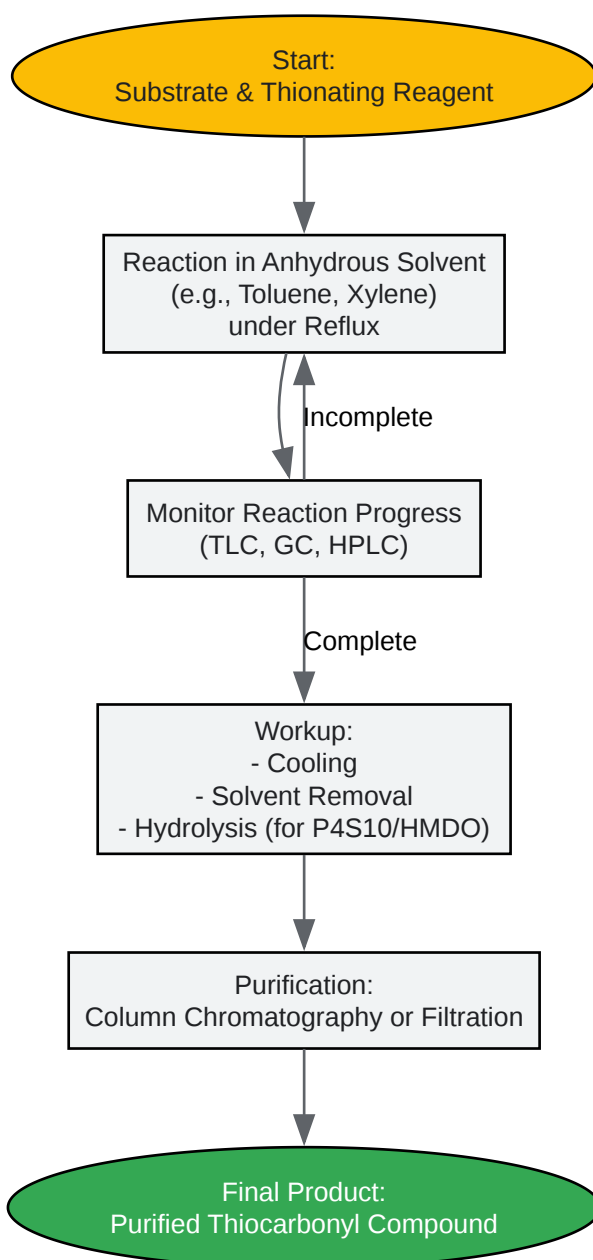 Start:
Substrate & Thionating Reagent
Reaction in Anhydrous Solvent
(e.g., Toluene, Xylene)
under Reflux
Incomplete
Monitor Reaction Progress
(TLC, GC, HPLC)
Complete
Workup:
- Cooling
- Solvent Removal
- Hydrolysis (for P4S10/HMDO)
Purification:
Column Chromatography or Filtration
Final Product:
Purified Thiocarbonyl Compound